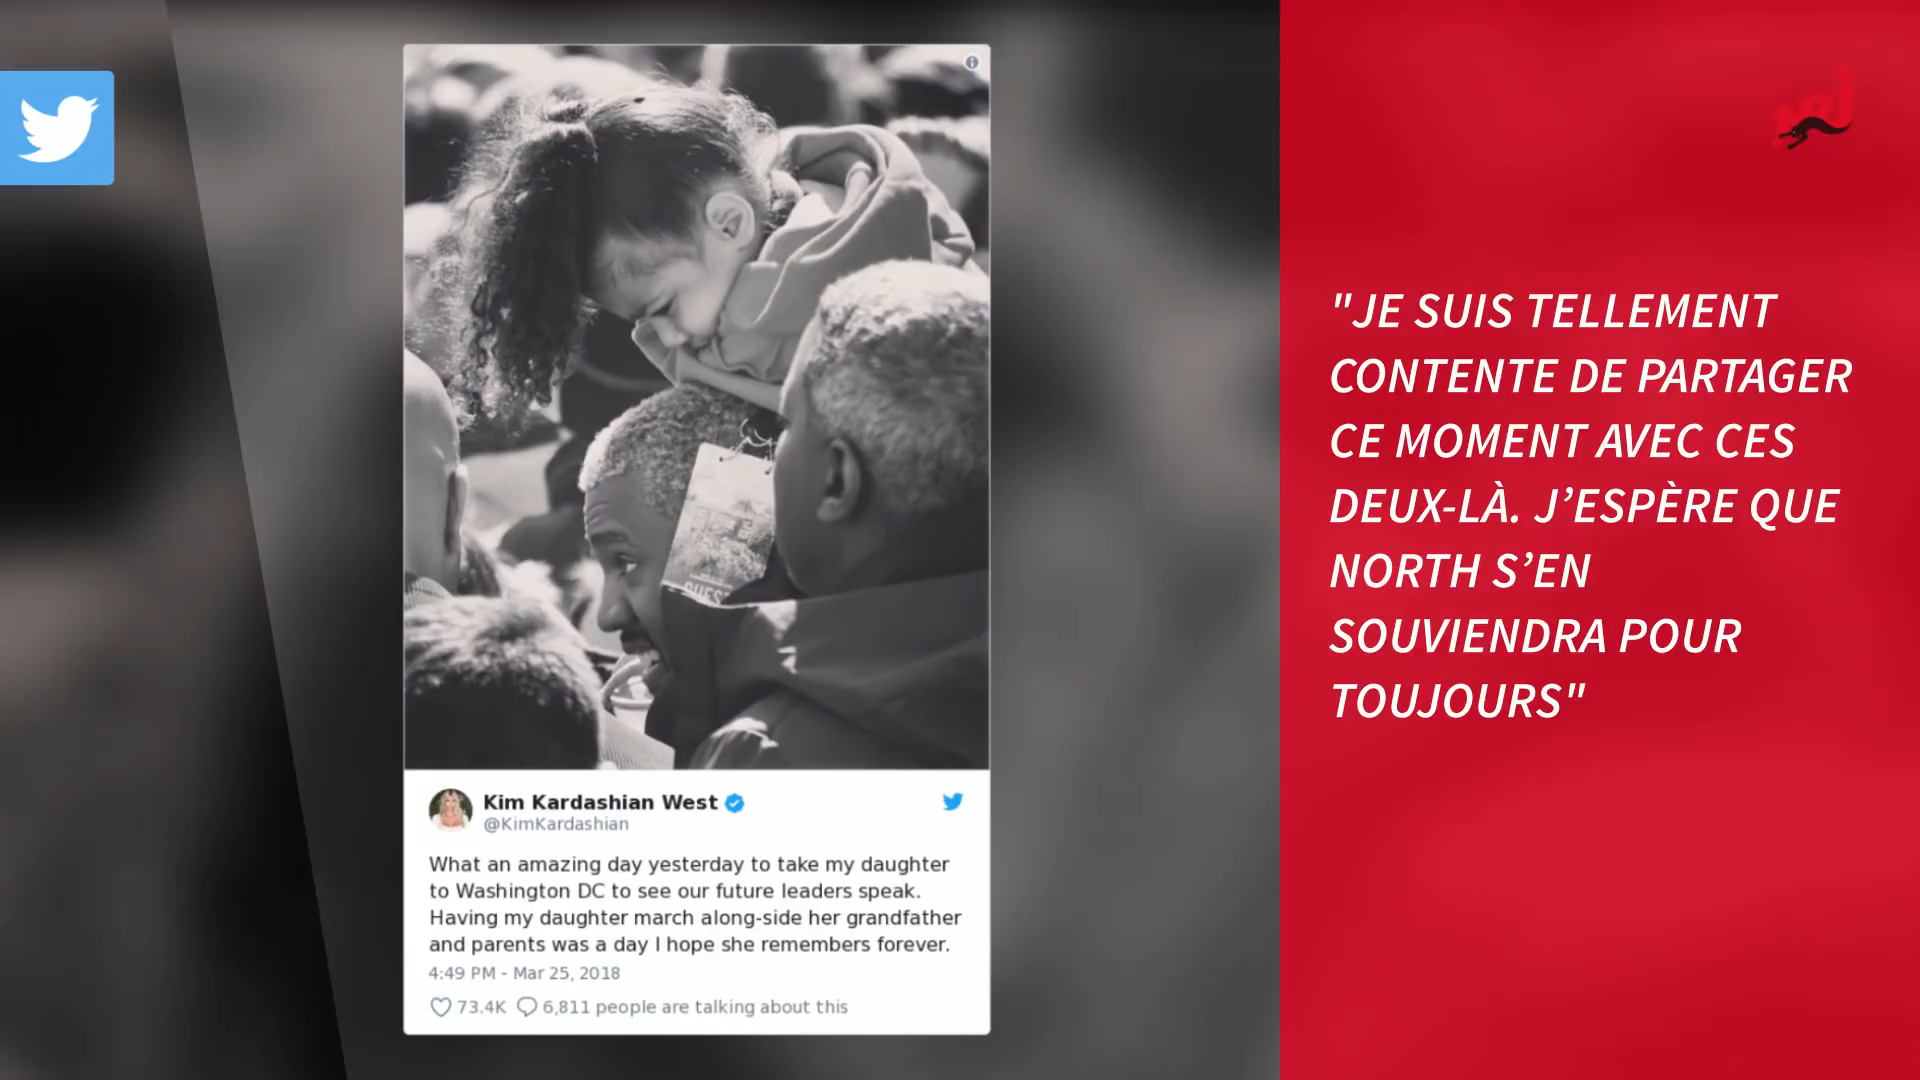 NRJ
"JE SUIS TELLEMENT
CONTENTE DE PARTAGER
CE MOMENT AVEC CES
DEUX-LÀ. J’ESPÈRE QUE
NORTH S’EN
SOUVIENDRA POUR
TOUJOURS"
GUEST
Kim Kardashian West
@KimKardashian
What an amazing day yesterday to take my daughter
to Washington DC to see our future leaders speak.
Having my daughter march along-side her grandfather
and parents was a day I hope she remembers forever.
4:49 PM - Mar 25, 2018
73.4K 6,811 people are talking about this